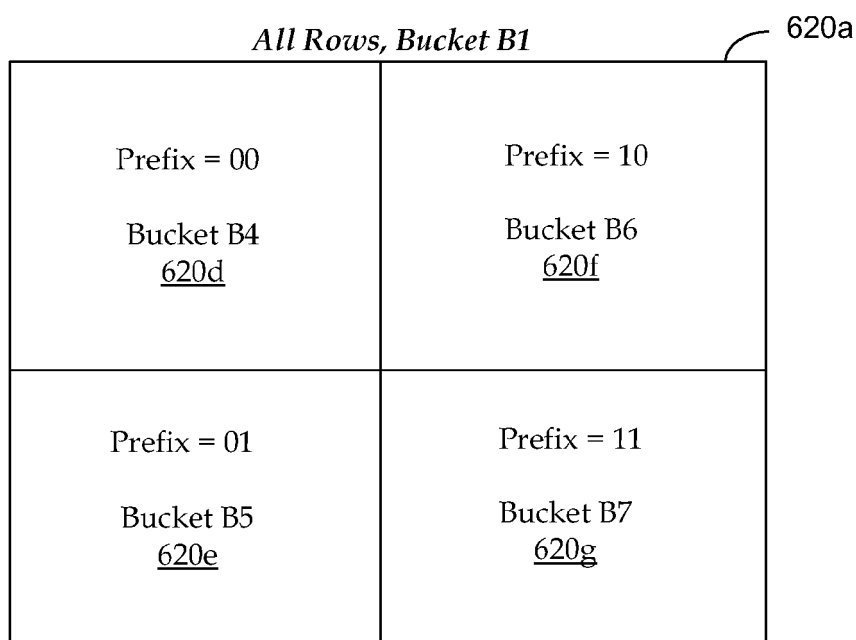 All Rows, Bucket B1
620a
Prefix = 00
Bucket B4
620d
Prefix = 10
Bucket B6
620f
Prefix = 01
Bucket B5
620e
Prefix = 11
Bucket B7
620g